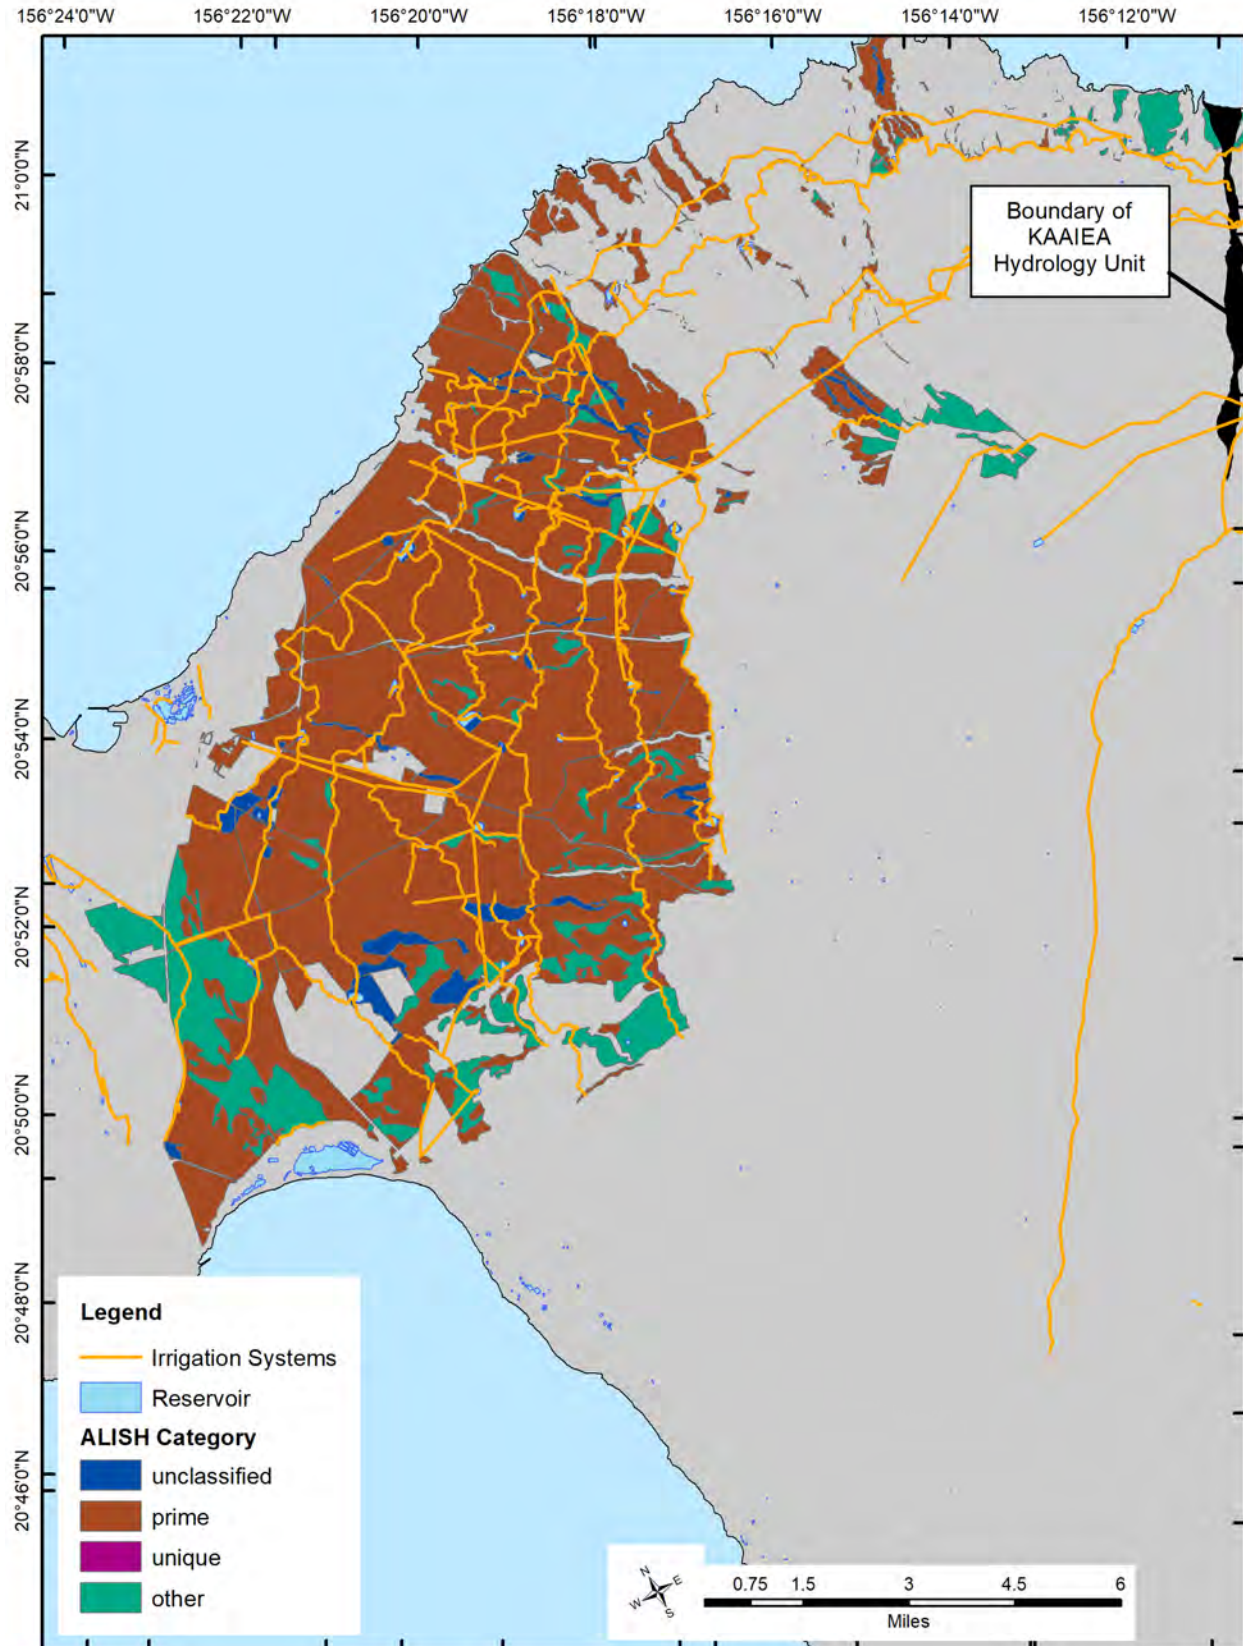 156°24'0"W 156°22'0"W 156°20'0"W 156°18'0"W 156°16'0"W 156°14'0"W 156°12'0"W
21°0'0"N
20°58'0"N
20°56'0"N
20°54'0"N
20°52'0"N
20°50'0"N
20°48'0"N
20°46'0"N
Boundary of
KAAIEA
Hydrology Unit
Legend
Irrigation Systems
Reservoir
ALISH Category
unclassified
prime
unique
other
N
E
W
S
0.75 1.5 3 4.5 6
Miles